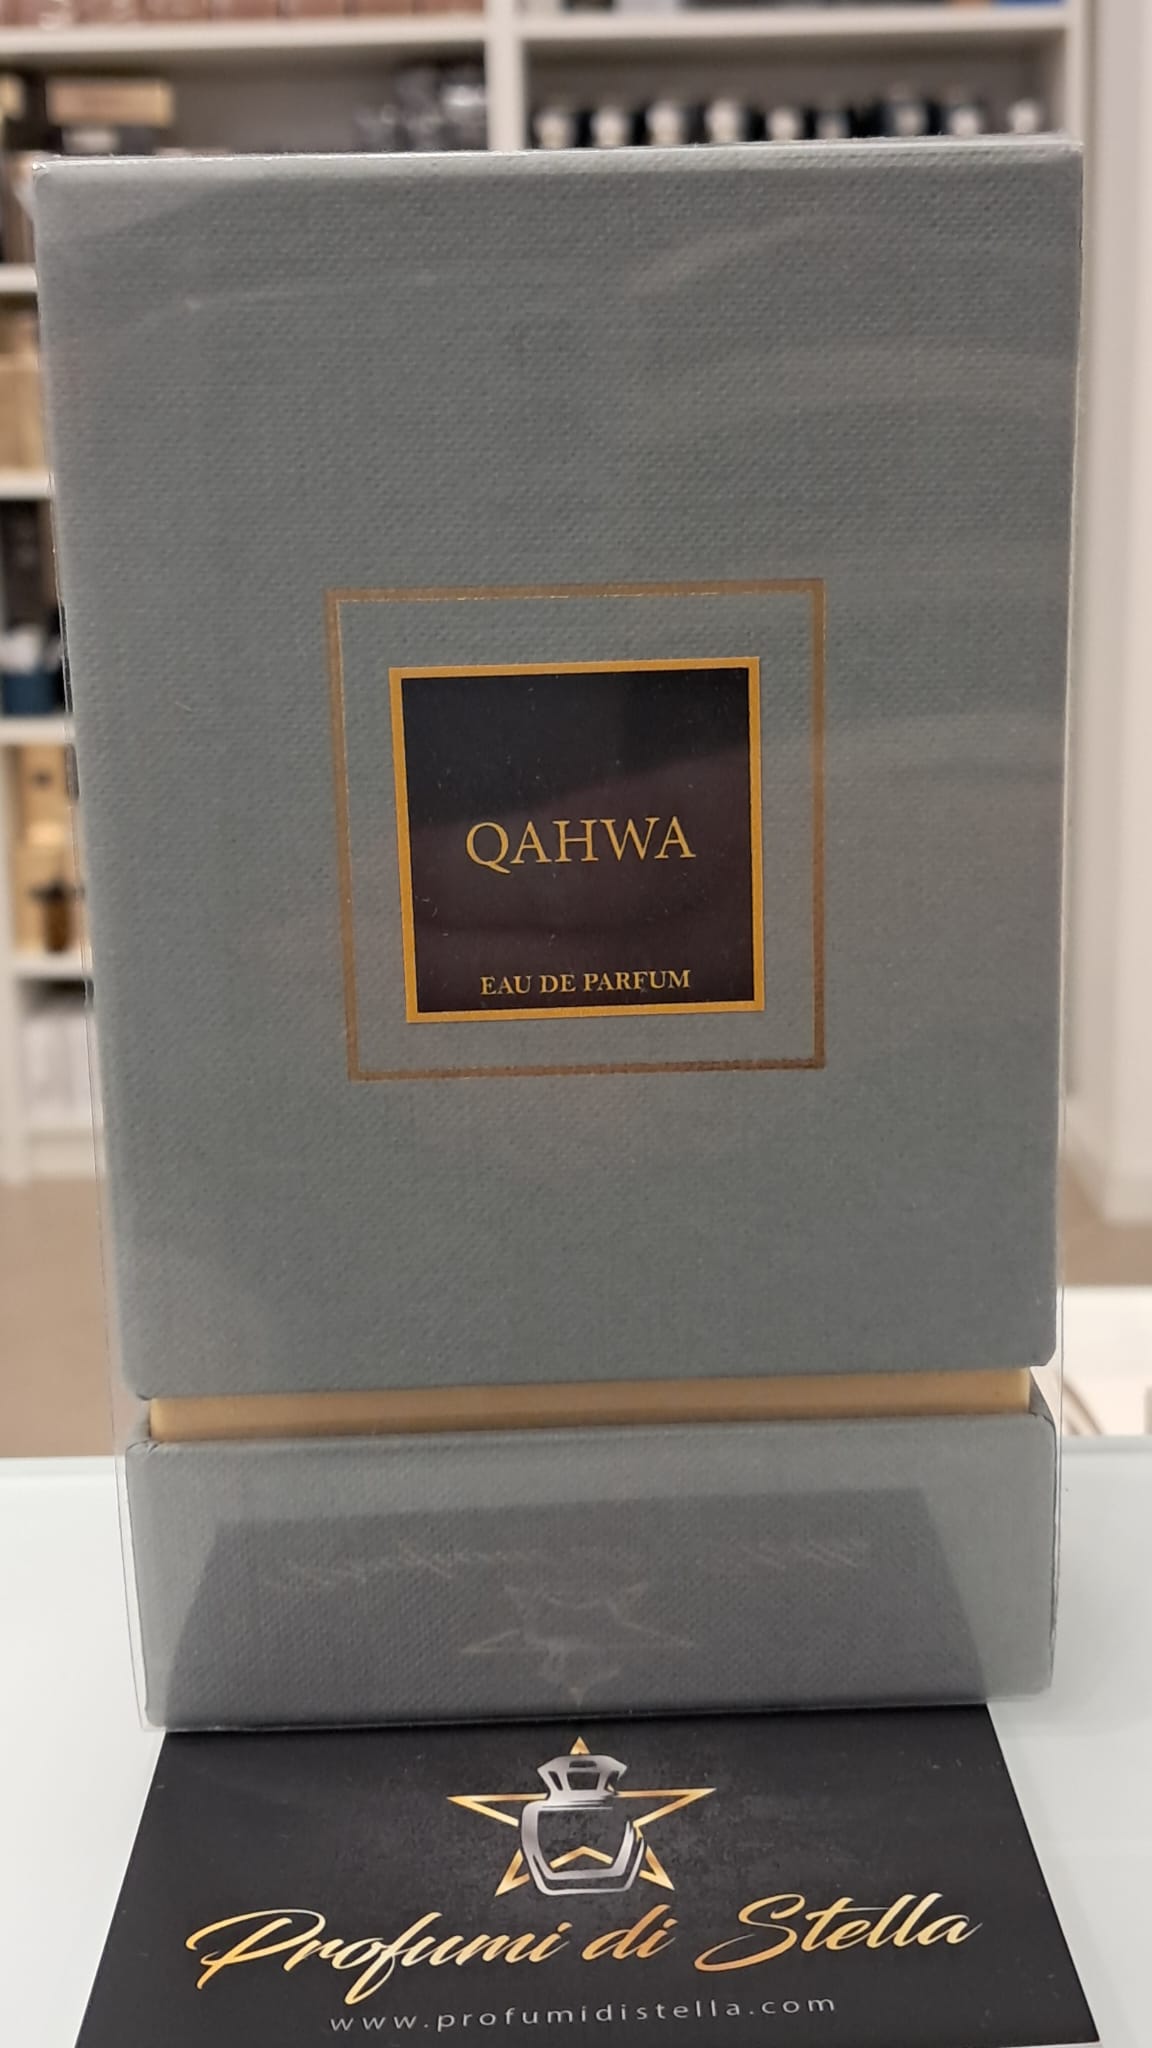 QAHWA
EAU DE PARFUM
Profumi di Stella
www.profumidistella.com